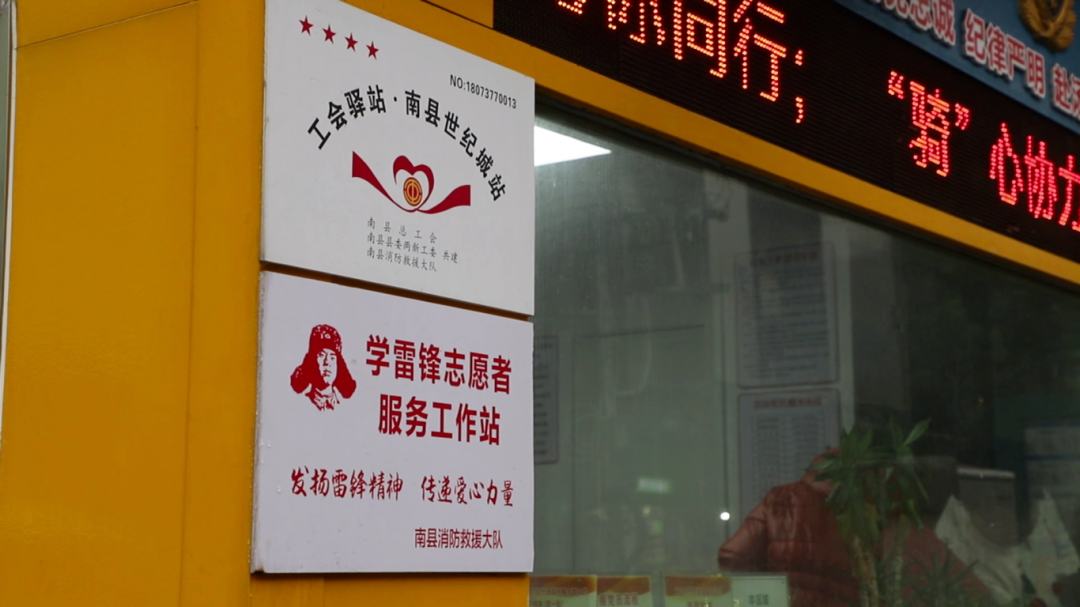 NO:18073770013
工会驿站·南县世纪城站
南县总工会
南县县委两新工委 共建
南县消防救援大队
学雷锋志愿者
服务工作站
发扬雷锋精神 传递爱心力量
南县消防救援大队
你同行； “骑”心协力
忠诚 纪律严明 赴